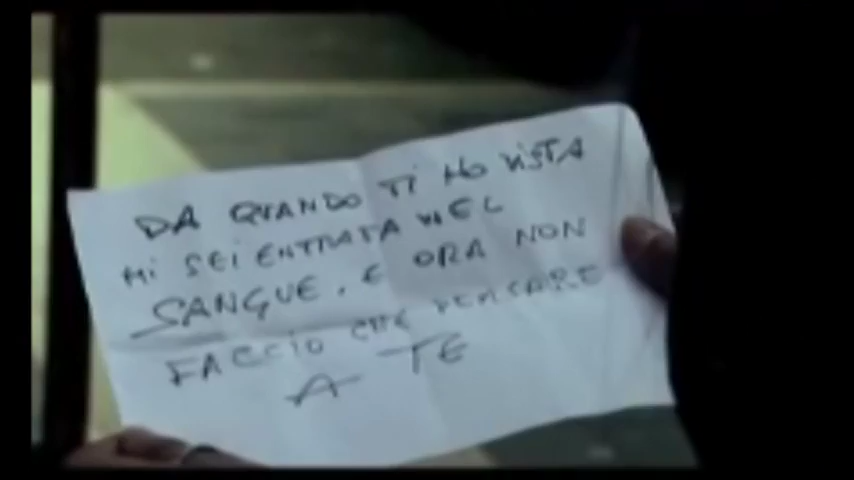 DA QUANDO TI HO VISTA
MI SEI ENTRATA NEL
SANGUE. E ORA NON
FACCIO CHE PENSARE
A TE